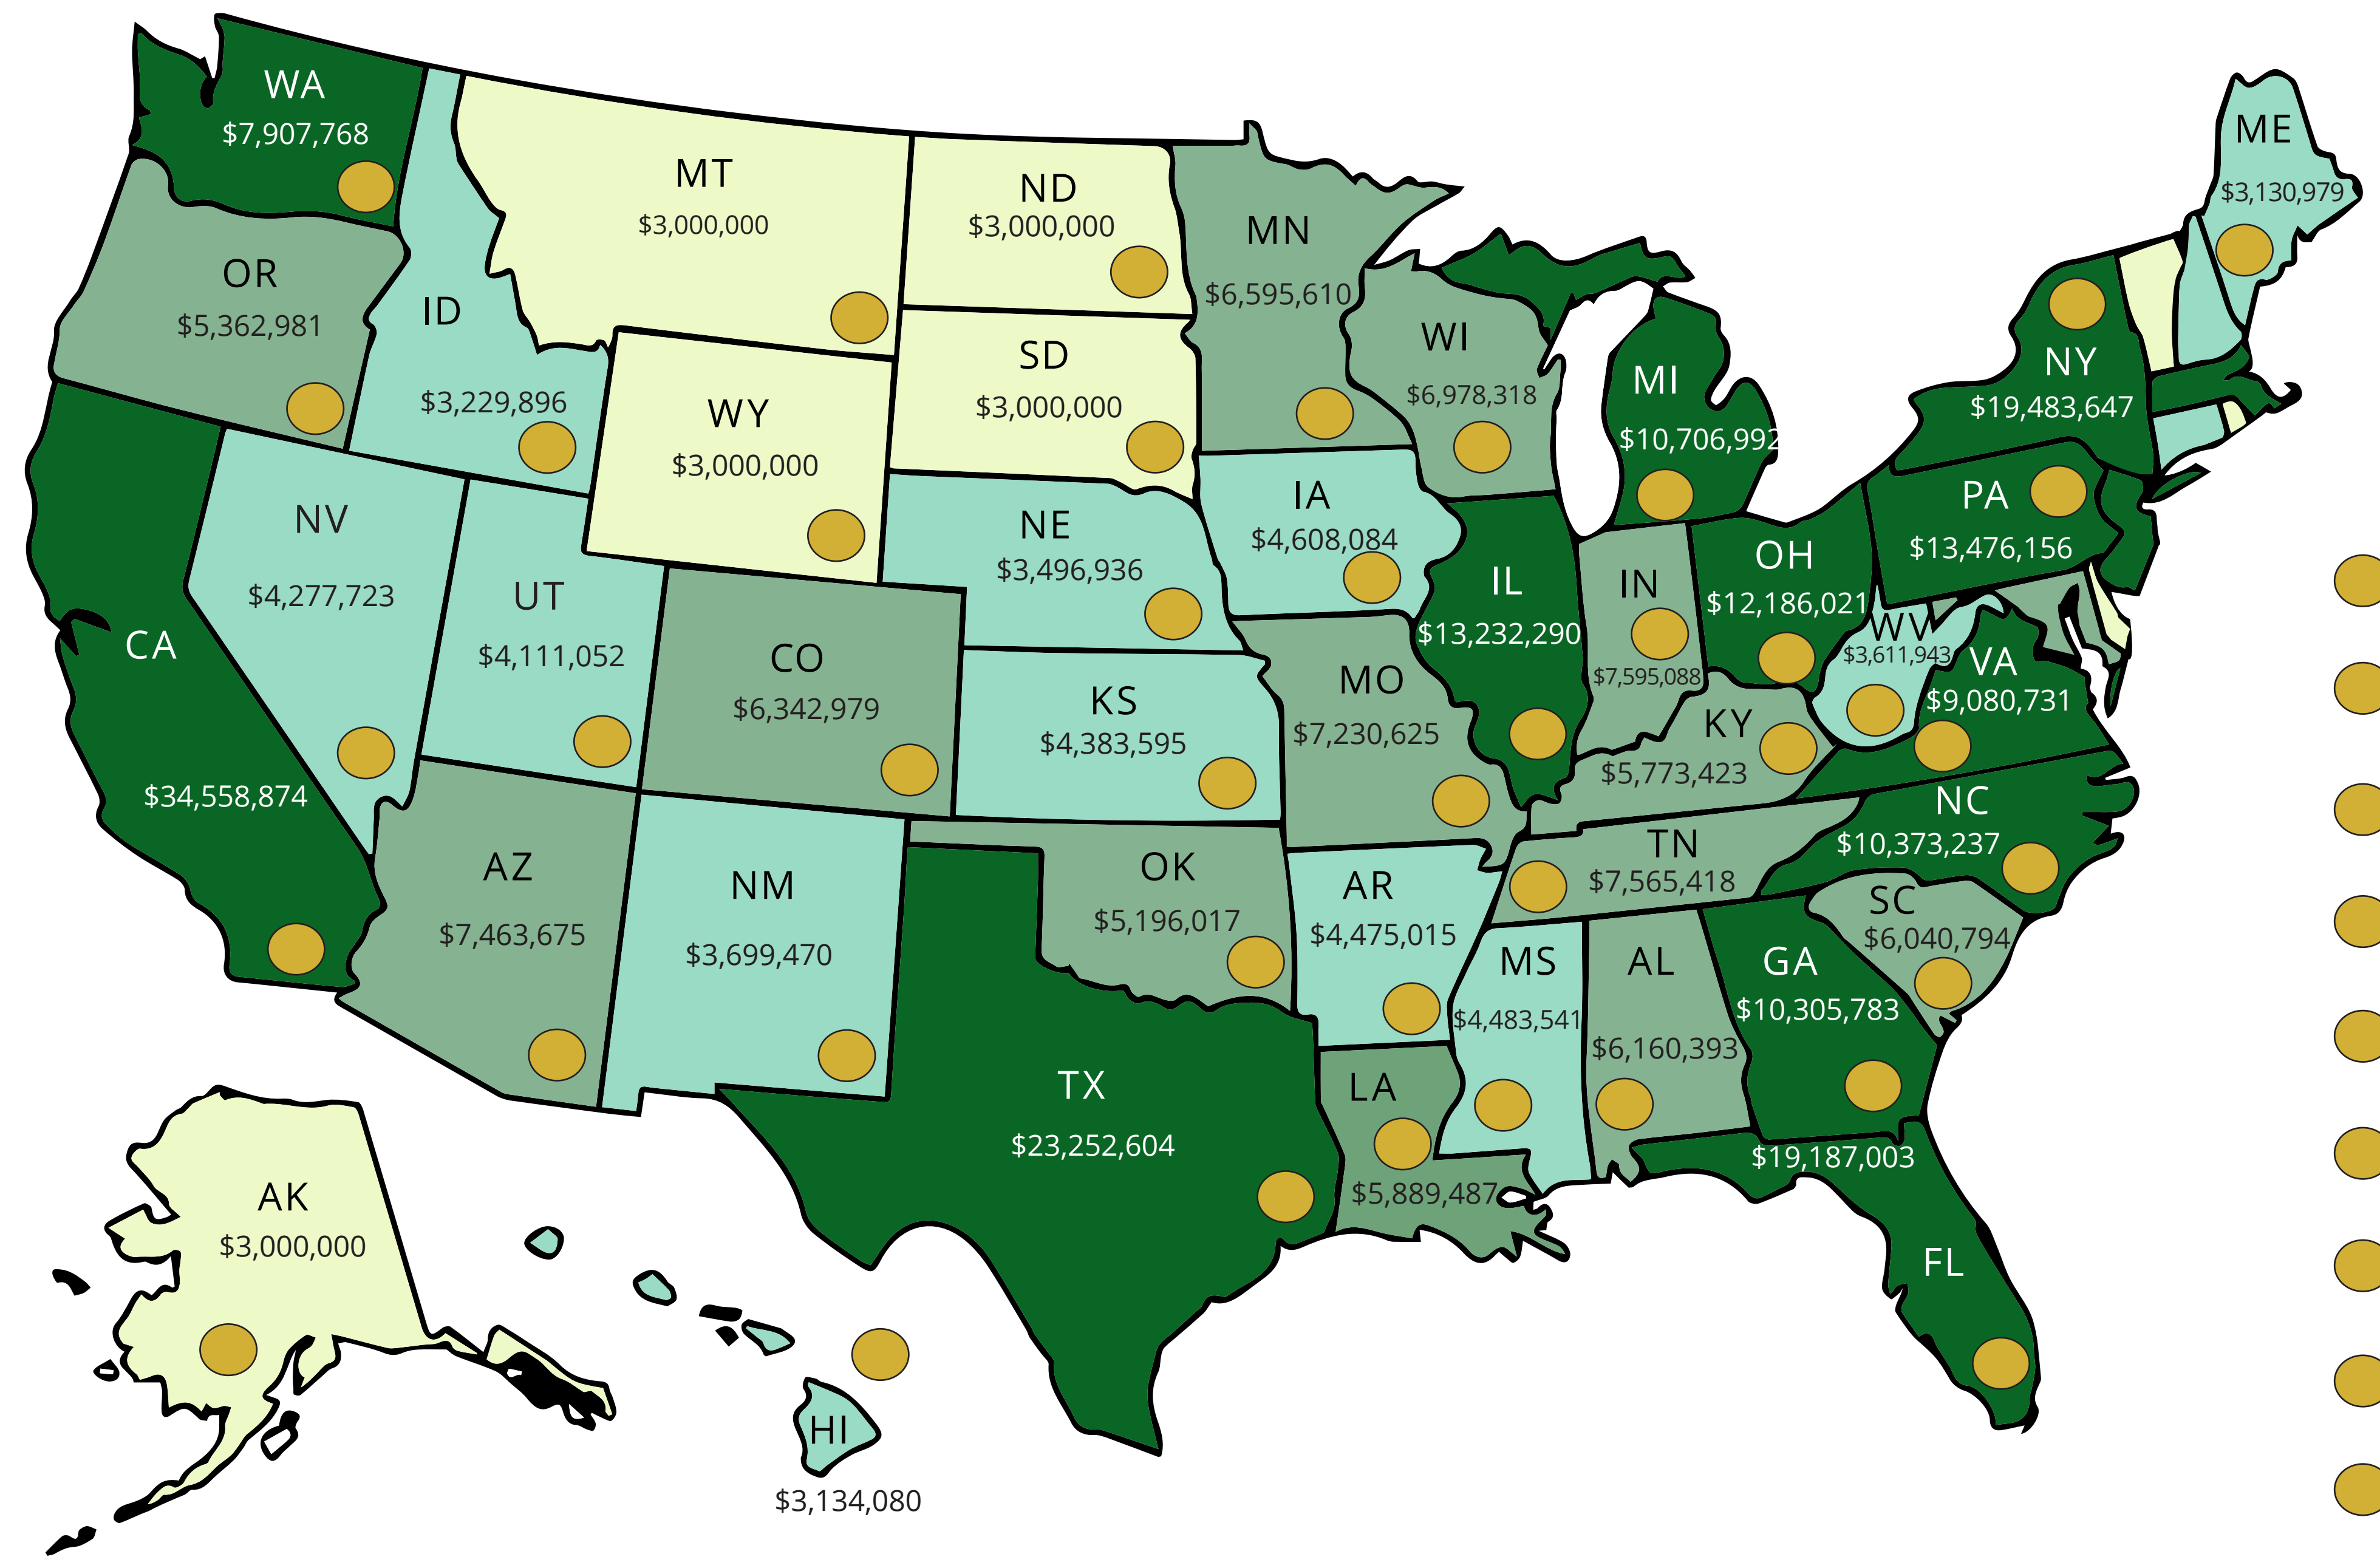 WA
$7,907,768
OR
$5,362,981
ID
$3,229,896
MT
$3,000,000
ND
$3,000,000
SD
$3,000,000
WY
$3,000,000
MN
$6,595,610
WI
$6,978,318
MI
$10,706,992
ME
$3,130,979
NY
$19,483,647
PA
$13,476,156
CA
$34,558,874
NV
$4,277,723
UT
$4,111,052
CO
$6,342,979
NE
$3,496,936
KS
$4,383,595
IA
$4,608,084
MO
$7,230,625
IL
$13,232,290
IN
$7,595,088
OH
$12,186,021
WV
$3,611,943
VA
$9,080,731
KY
$5,773,423
TN
$7,565,418
NC
$10,373,237
SC
$6,040,794
AZ
$7,463,675
NM
$3,699,470
OK
$5,196,017
AR
$4,475,015
MS
$4,483,541
AL
$6,160,393
GA
$10,305,783
TX
$23,252,604
LA
$5,889,487
$19,187,003
FL
AK
$3,000,000
HI
$3,134,080